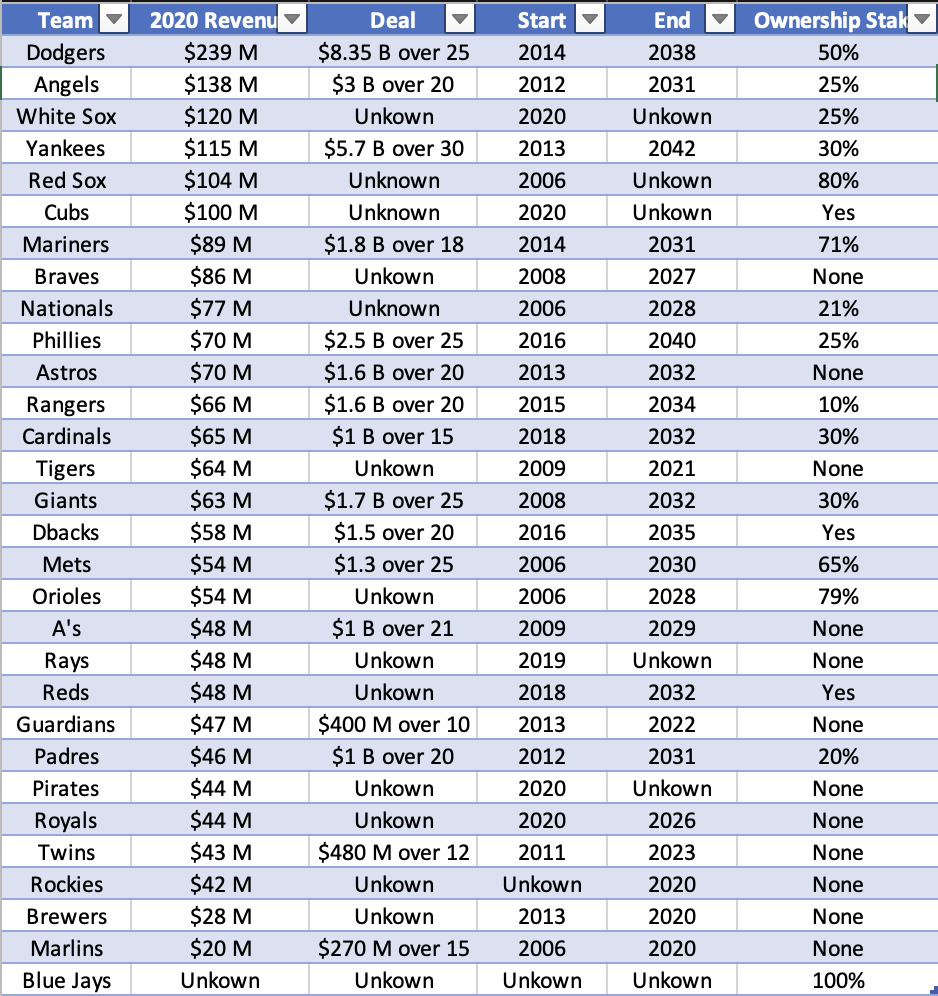 Team 2020 Revenu Deal Start End Ownership Stak
Dodgers $239 M $8.35 B over 25 2014 2038 50%
Angels $138 M $3 B over 20 2012 2031 25%
White Sox $120 M Unkown 2020 Unkown 25%
Yankees $115 M $5.7 B over 30 2013 2042 30%
Red Sox $104 M Unknown 2006 Unkown 80%
Cubs $100 M Unknown 2020 Unkown Yes
Mariners $89 M $1.8 B over 18 2014 2031 71%
Braves $86 M Unkown 2008 2027 None
Nationals $77 M Unknown 2006 2028 21%
Phillies $70 M $2.5 B over 25 2016 2040 25%
Astros $70 M $1.6 B over 20 2013 2032 None
Rangers $66 M $1.6 B over 20 2015 2034 10%
Cardinals $65 M $1 B over 15 2018 2032 30%
Tigers $64 M Unkown 2009 2021 None
Giants $63 M $1.7 B over 25 2008 2032 30%
Dbacks $58 M $1.5 over 20 2016 2035 Yes
Mets $54 M $1.3 over 25 2006 2030 65%
Orioles $54 M Unkown 2006 2028 79%
A's $48 M $1 B over 21 2009 2029 None
Rays $48 M Unkown 2019 Unkown None
Reds $48 M Unkown 2018 2032 Yes
Guardians $47 M $400 M over 10 2013 2022 None
Padres $46 M $1 B over 20 2012 2031 20%
Pirates $44 M Unkown 2020 Unkown None
Royals $44 M Unkown 2020 2026 None
Twins $43 M $480 M over 12 2011 2023 None
Rockies $42 M Unkown Unkown 2020 None
Brewers $28 M Unkown 2013 2020 None
Marlins $20 M $270 M over 15 2006 2020 None
Blue Jays Unkown Unkown Unkown Unkown 100%